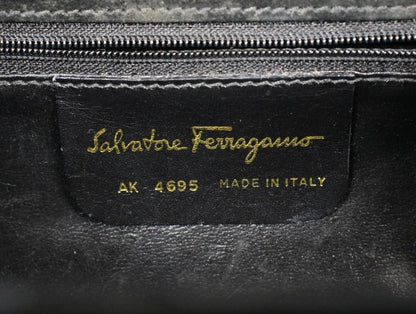 Salvatore Ferragamo
AK - 4695 MADE IN ITALY